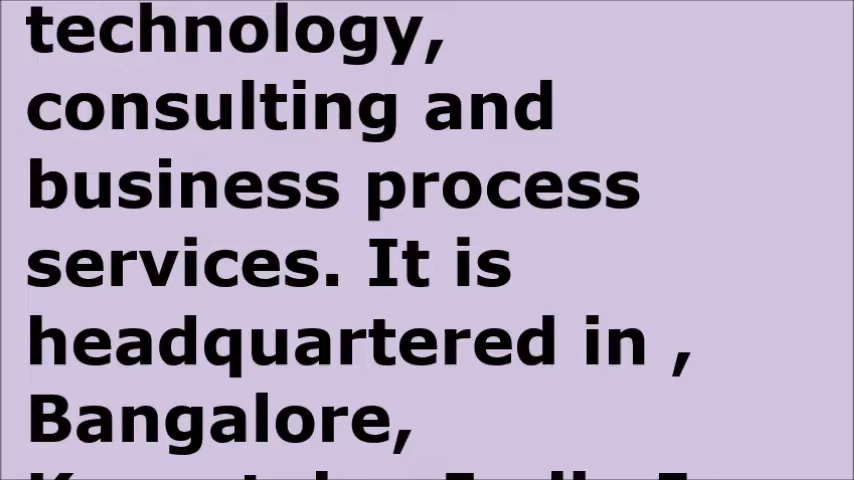 technology,
consulting and
business process
services. It is
headquartered in ,
Bangalore,